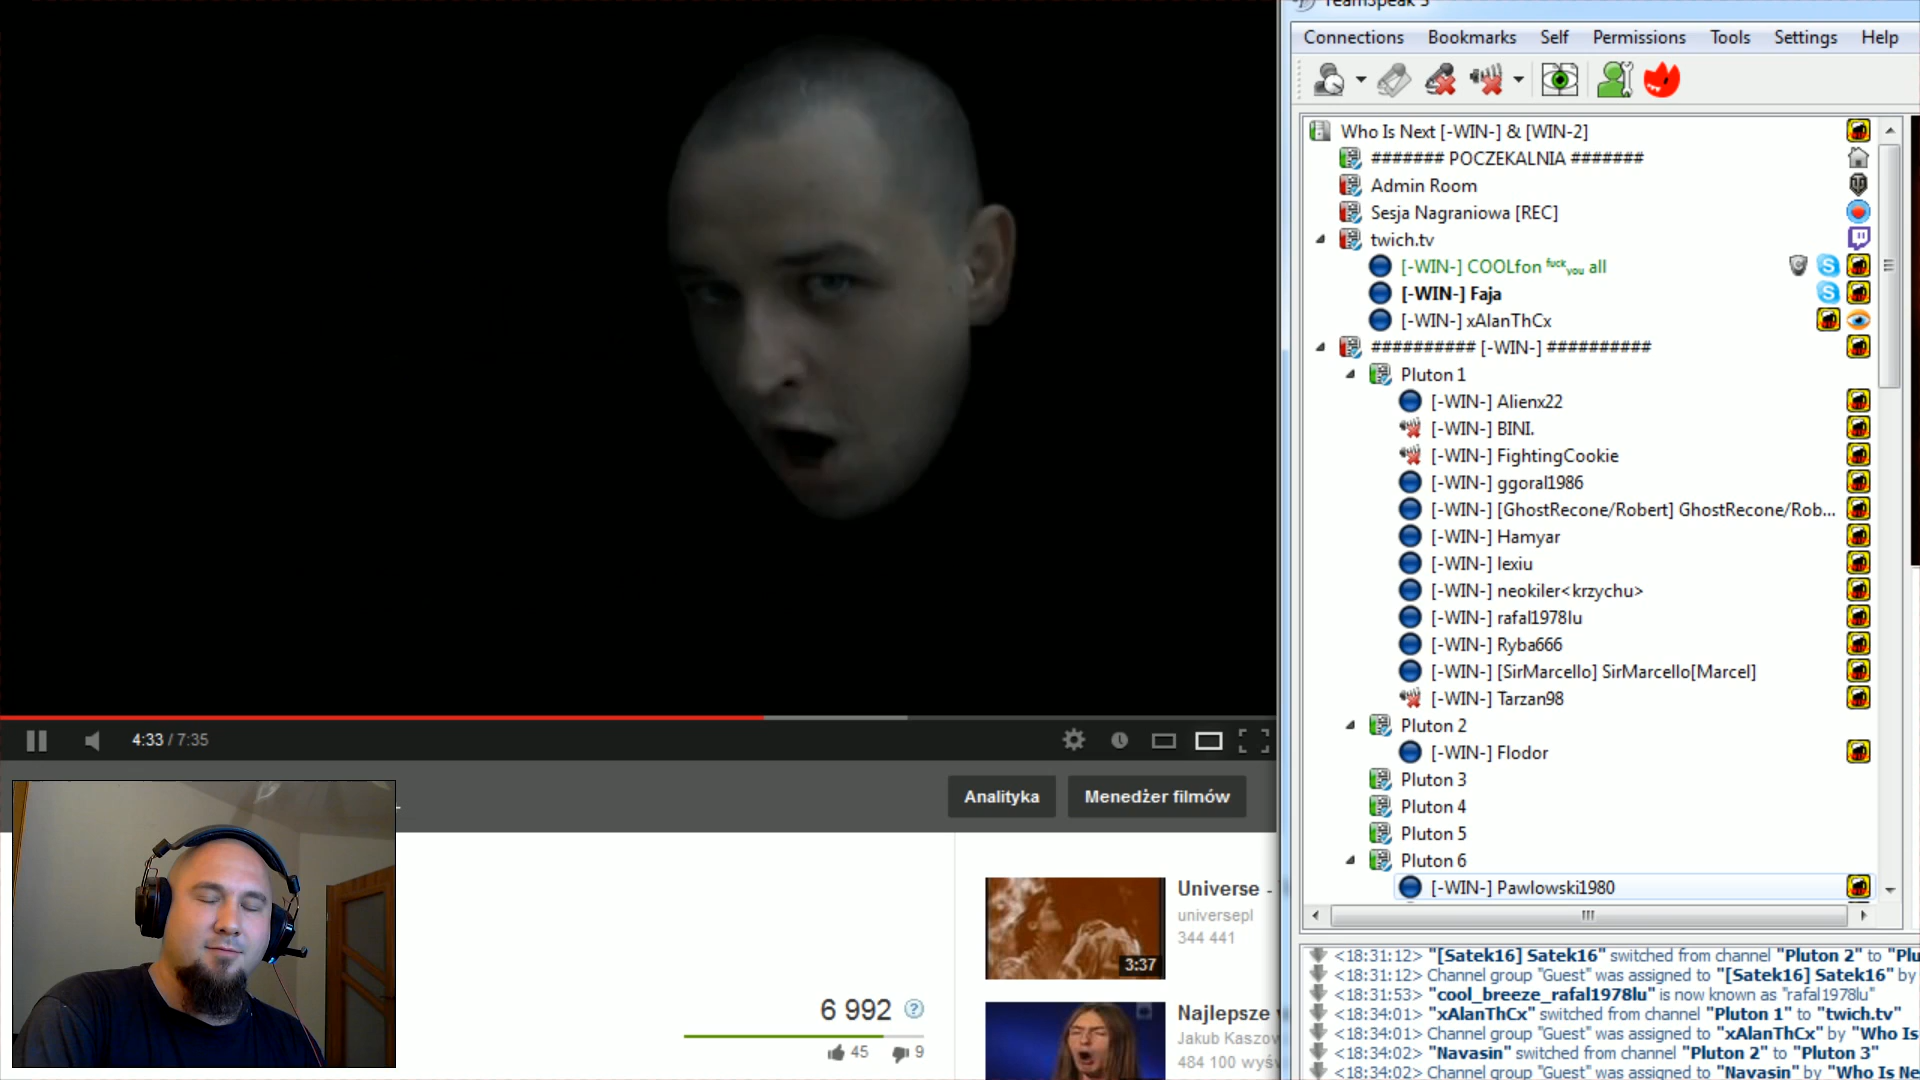 4:33 / 7:35
Analityka
Menedżer filmów
6 992
45
9
3:37
Universe -
universepl
344 441
Najlepsze
Jakub Kaszow
484 100 wyśw
TeamSpeak 3
Connections Bookmarks Self Permissions Tools Settings Help
Who Is Next [-WIN-] & [WIN-2]
####### POCZEKALNIA #######
Admin Room
Sesja Nagraniowa [REC]
twich.tv
[-WIN-] COOLfon fuck you all
[-WIN-] Faja
[-WIN-] xAlanThCx
########## [-WIN-] ##########
Pluton 1
[-WIN-] Alienx22
[-WIN-] BINI.
[-WIN-] FightingCookie
[-WIN-] ggoral1986
[-WIN-] [GhostRecone/Robert] GhostRecone/Rob...
[-WIN-] Hamyar
[-WIN-] lexiu
[-WIN-] neokiler<krzychu>
[-WIN-] rafal1978lu
[-WIN-] Ryba666
[-WIN-] [SirMarcello] SirMarcello[Marcel]
[-WIN-] Tarzan98
Pluton 2
[-WIN-] Flodor
Pluton 3
Pluton 4
Pluton 5
Pluton 6
[-WIN-] Pawlowski1980
<18:31:12> "[Satek16] Satek16" switched from channel "Pluton 2" to "Plu
<18:31:12> Channel group "Guest" was assigned to "[Satek16] Satek16" by
<18:31:53> "cool_breeze_rafal1978lu" is now known as "rafal1978lu"
<18:34:01> "xAlanThCx" switched from channel "Pluton 1" to "twich.tv"
<18:34:01> Channel group "Guest" was assigned to "xAlanThCx" by "Who Is
<18:34:02> "Navasin" switched from channel "Pluton 2" to "Pluton 3"
<18:34:02> Channel group "Guest" was assigned to "Navasin" by "Who Is Ne